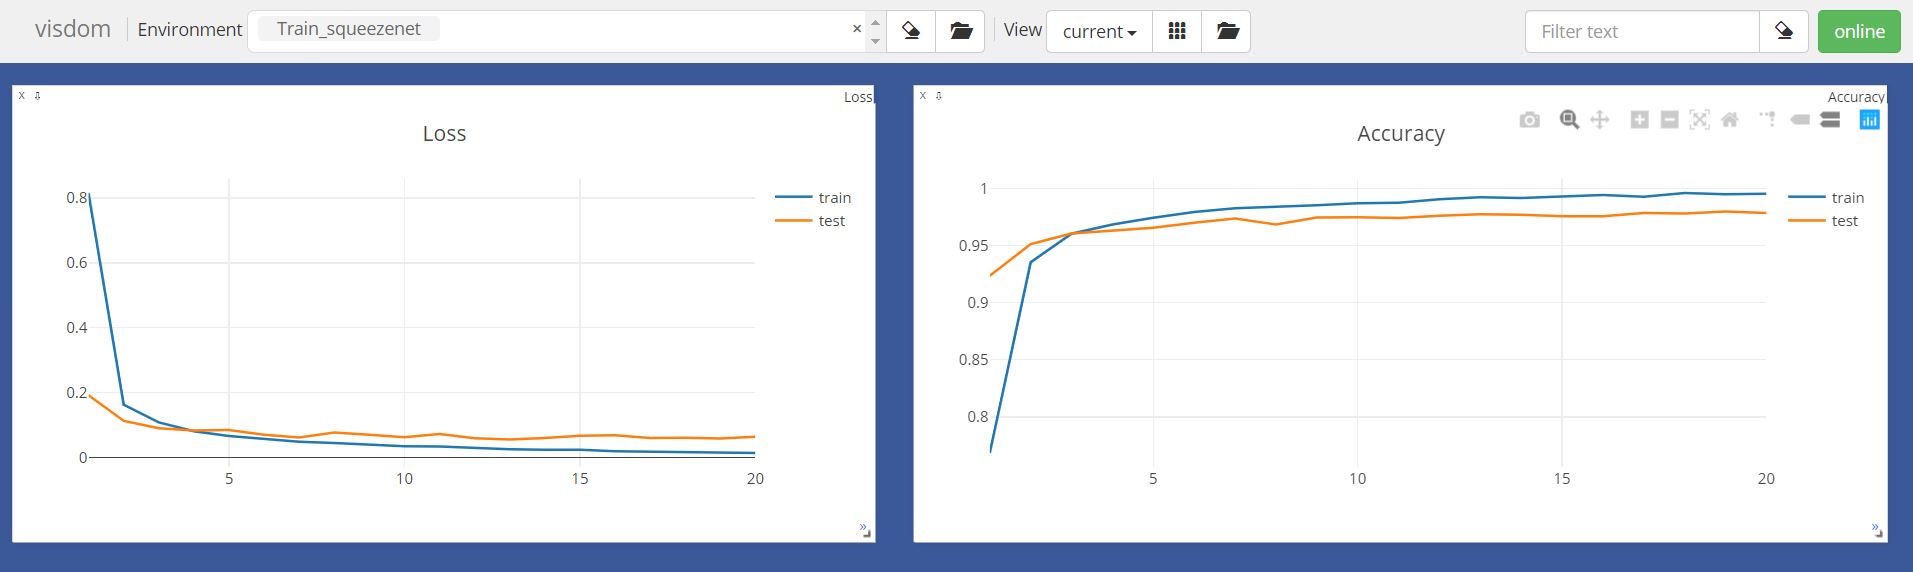 visdom Environment Train_squeezenet × View current Filter text online
X Loss
Loss
0.8
0.6
0.4
0.2
0
5 10 15 20
train
test
»
X Accuracy
Accuracy
1
0.95
0.9
0.85
0.8
5 10 15 20
train
test
»